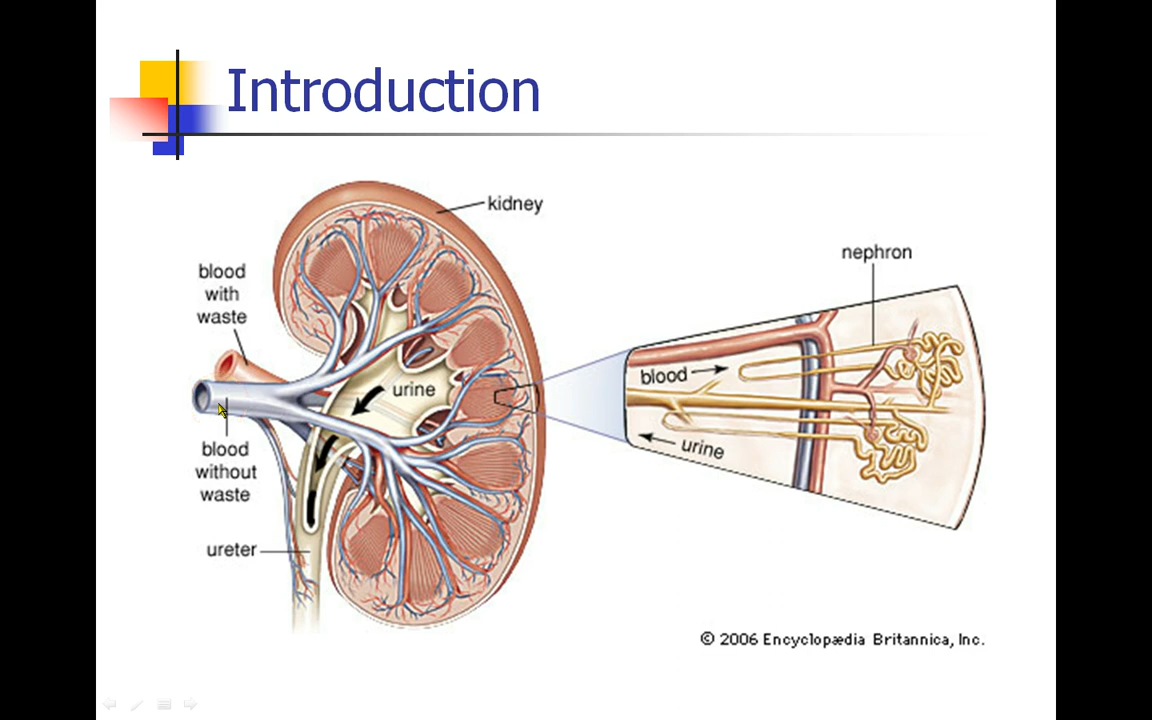 Introduction
kidney
blood
with
waste
nephron
urine
blood
blood
without
waste
urine
ureter
© 2006 Encyclopædia Britannica, Inc.